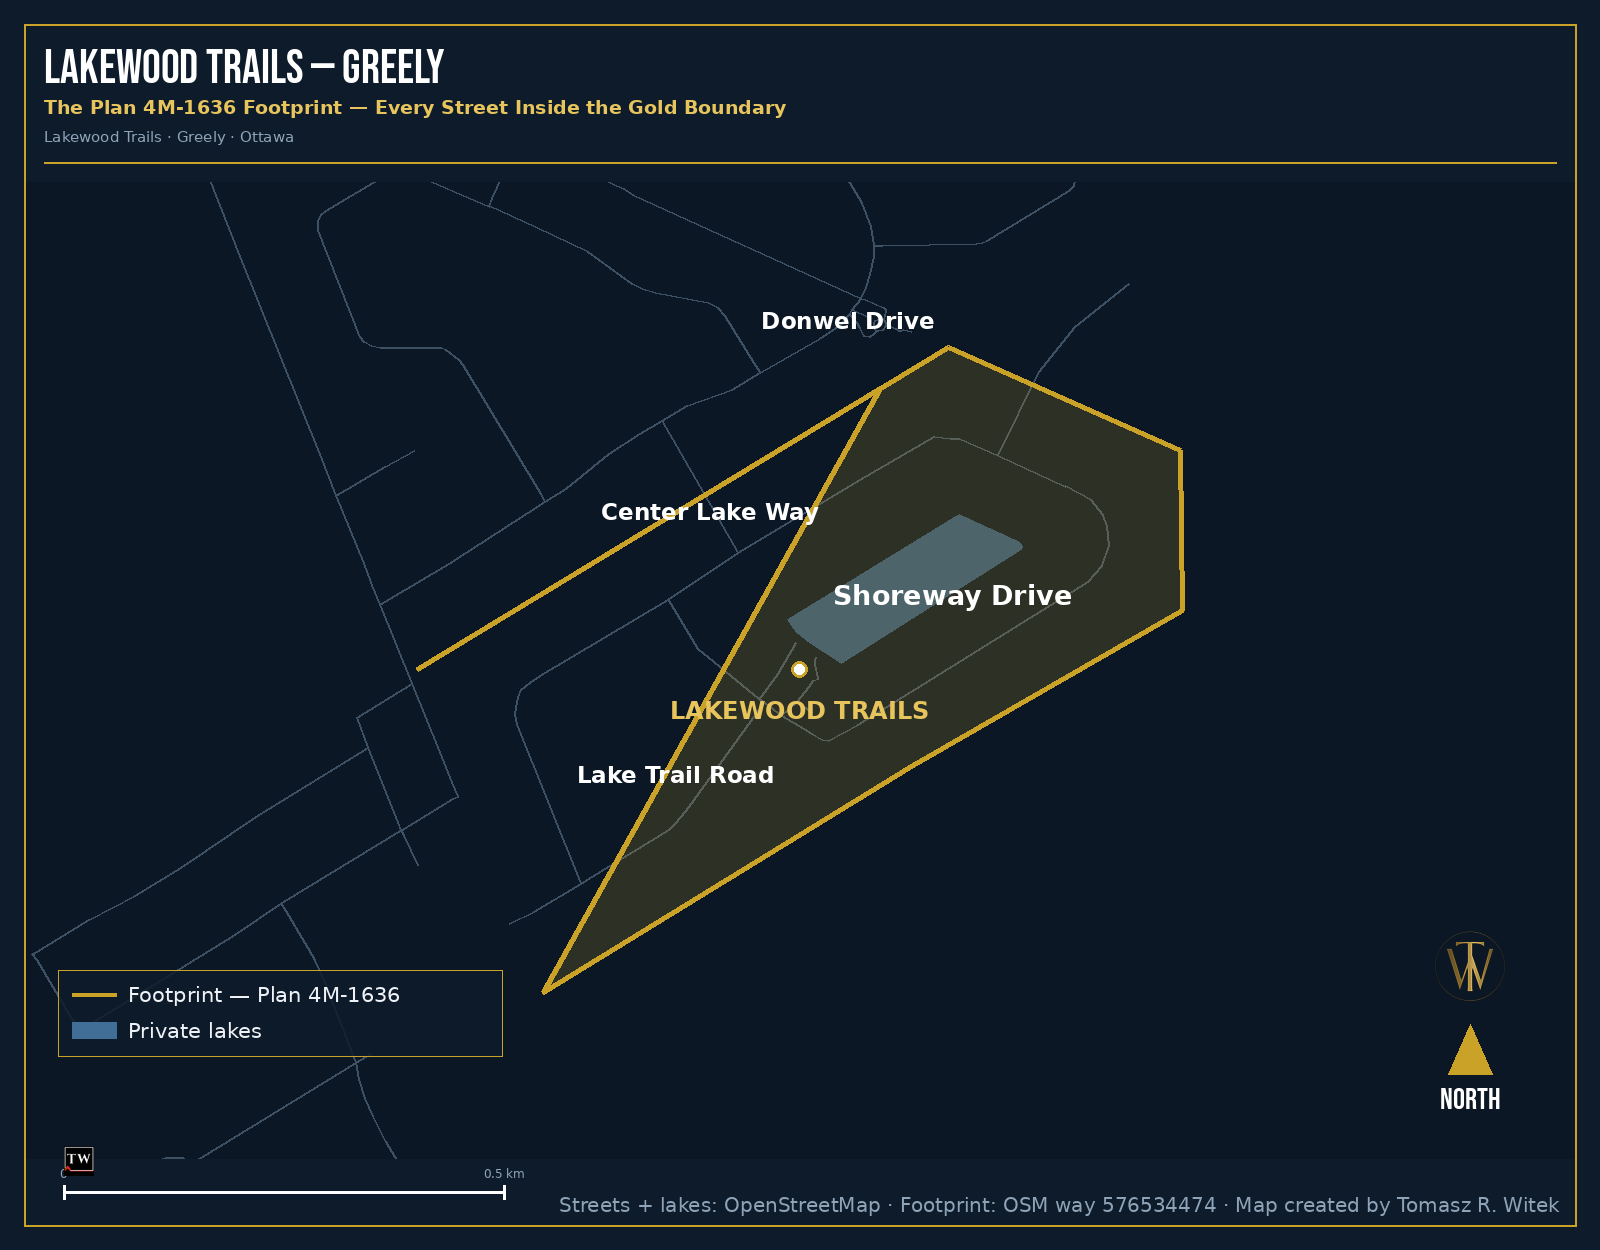 LAKEWOOD TRAILS — GREELY
The Plan 4M-1636 Footprint — Every Street Inside the Gold Boundary
Lakewood Trails · Greely · Ottawa
Donwel Drive
Center Lake Way
Shoreway Drive
LAKEWOOD TRAILS
Lake Trail Road
TW
NORTH
Footprint — Plan 4M-1636
Private lakes
TW
0
0.5 km
Streets + lakes: OpenStreetMap · Footprint: OSM way 576534474 · Map created by Tomasz R. Witek